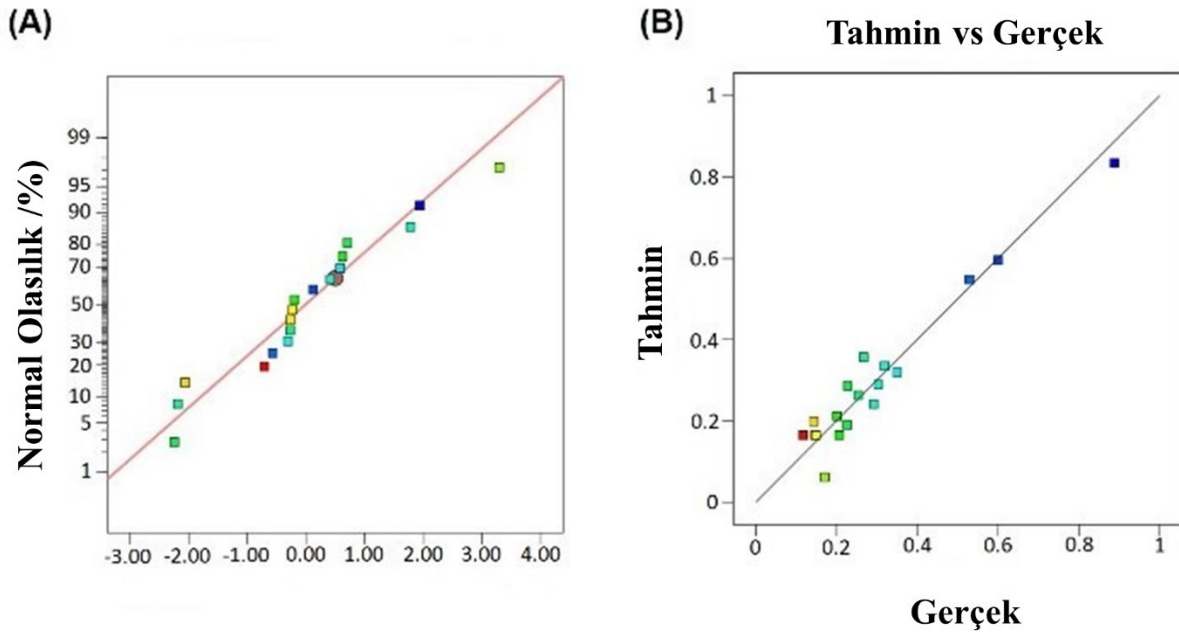 (A)
Normal Olasılık /%)
99
95
90
80
70
50
30
20
10
5
1
-3.00 -2.00 -1.00 0.00 1.00 2.00 3.00 4.00
(B)
Tahmin vs Gerçek
Tahmin
1
0.8
0.6
0.4
0.2
0
0 0.2 0.4 0.6 0.8 1
Gerçek